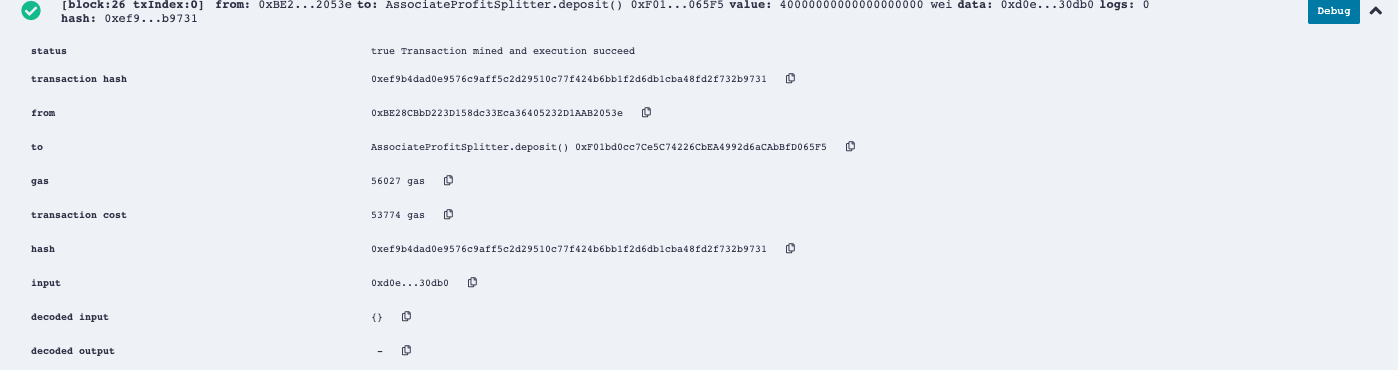 [block:26 txIndex:0] from: 0xBE2...2053e to: AssociateProfitSplitter.deposit() 0xF01...065F5 value: 40000000000000000000 wei data: 0xd0e...30db0 logs: 0
hash: 0xef9...b9731
Debug
status true Transaction mined and execution succeed
transaction hash 0xef9b4dad0e9576c9aff5c2d29510c77f424b6bb1f2d6db1cba48fd2f732b9731
from 0xBE28CBbD223D158dc33Eca36405232D1AAB2053e
to AssociateProfitSplitter.deposit() 0xF01bd0cc7Ce5C74226CbEA4992d6aCAbBfD065F5
gas 56027 gas
transaction cost 53774 gas
hash 0xef9b4dad0e9576c9aff5c2d29510c77f424b6bb1f2d6db1cba48fd2f732b9731
input 0xd0e...30db0
decoded input {}
decoded output -